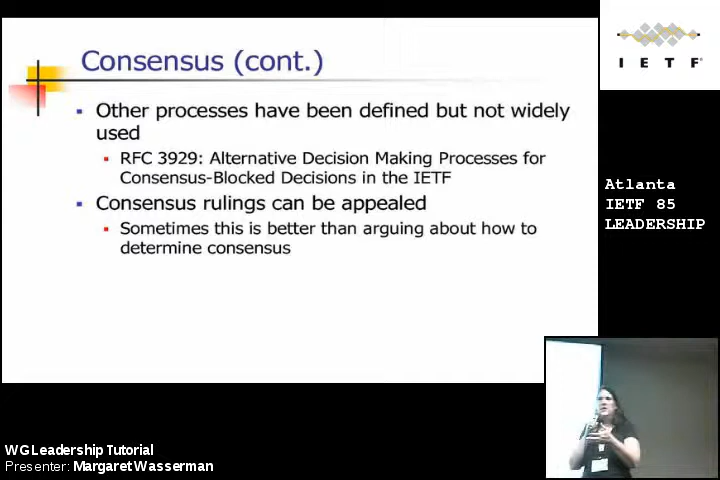 Consensus (cont.)
Other processes have been defined but not widely
used
RFC 3929: Alternative Decision Making Processes for
Consensus-Blocked Decisions in the IETF
Consensus rulings can be appealed
Sometimes this is better than arguing about how to
determine consensus
I E T F®
Atlanta
IETF 85
LEADERSHIP
WG Leadership Tutorial
Presenter: Margaret Wasserman